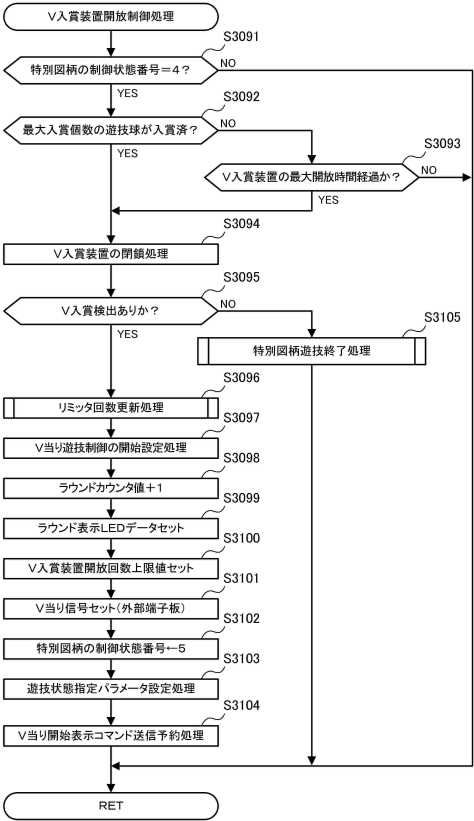 V入賞装置開放制御処理
S3091
特別図柄の制御状態番号=4?
NO
YES
S3092
最大入賞個数の遊技球が入賞済?
NO
YES
S3093
V入賞装置の最大開放時間経過か?
NO
YES
S3094
V入賞装置の閉鎖処理
S3095
V入賞検出ありか?
NO
YES
S3105
特別図柄遊技終了処理
S3096
リミッタ回数更新処理
S3097
V当り遊技制御の開始設定処理
S3098
ラウンドカウンタ値+1
S3099
ラウンド表示LEDデータセット
S3100
V入賞装置開放回数上限値セット
S3101
V当り信号セット(外部端子板)
S3102
特別図柄の制御状態番号←5
S3103
遊技状態指定パラメータ設定処理
S3104
V当り開始表示コマンド送信予約処理
RET